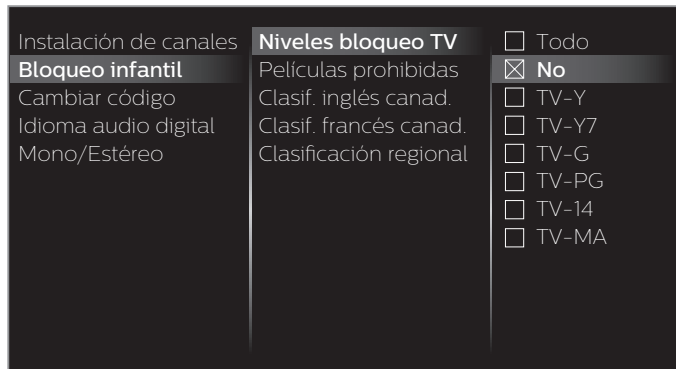 Instalación de canales
Bloqueo infantil
Cambiar código
Idioma audio digital
Mono/Estéreo
Niveles bloqueo TV
Películas prohibidas
Clasif. inglés canad.
Clasif. francés canad.
Clasificación regional
Todo
No
TV-Y
TV-Y7
TV-G
TV-PG
TV-14
TV-MA